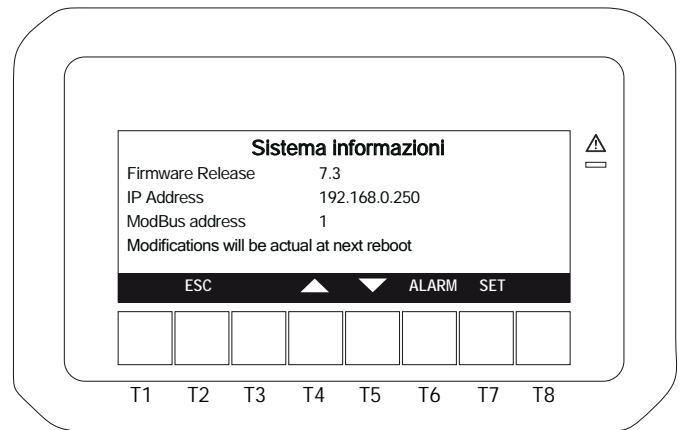 Sistema informazioni
Firmware Release 7.3
IP Address 192.168.0.250
ModBus address 1
Modifications will be actual at next reboot
ESC ALARM SET
T1 T2 T3 T4 T5 T6 T7 T8